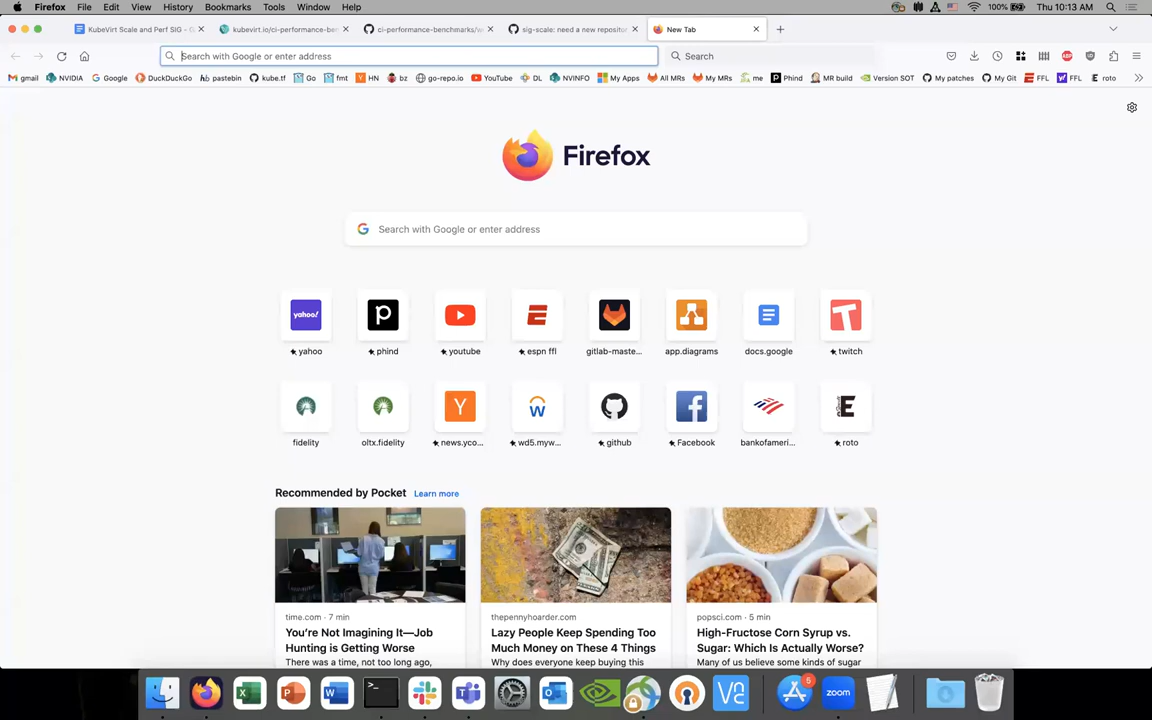 Firefox File Edit View History Bookmarks Tools Window Help 100% Thu 10:13 AM
KubeVirt Scale and Perf SIG - G kubevirt.io/ci-performance-ben ci-performance-benchmarks/w sig-scale: need a new reposito New Tab
Search with Google or enter address Search
gmail NVIDIA Google DuckDuckGo pastebin kube.tf Go fmt HN bz go-repo.io YouTube DL NVINFO My Apps All MRs My MRs me Phind MR build Version SOT My patches My Git FFL FFL roto
Firefox
Search with Google or enter address
yahoo!
yahoo phind youtube espn ffl gitlab-maste... app.diagrams docs.google twitch
fidelity oltx.fidelity news.yco... wd5.myw... github Facebook bankofameri... roto
Recommended by Pocket Learn more
time.com · 7 min
You're Not Imagining It—Job
Hunting is Getting Worse
There was a time, not too long ago,
thepennyhoarder.com
Lazy People Keep Spending Too
Much Money on These 4 Things
Why does everyone keep buying this
popsci.com · 5 min
High-Fructose Corn Syrup vs.
Sugar: Which Is Actually Worse?
Many of us believe some kinds of sugar
5
zoom